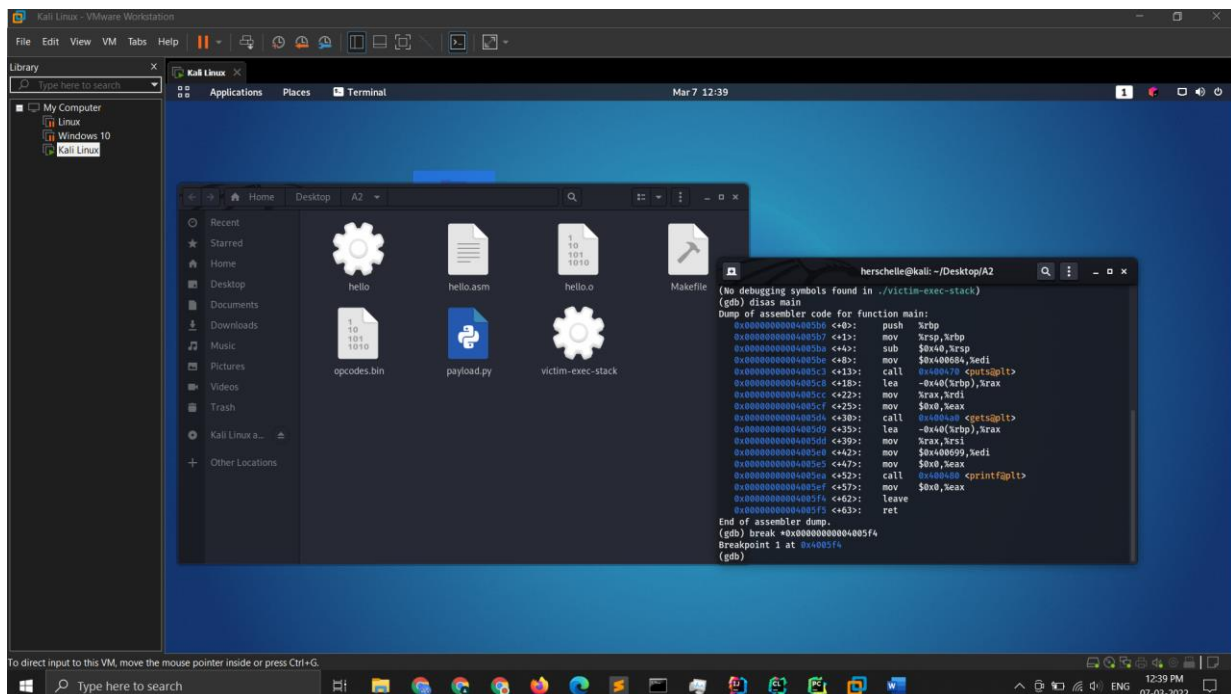 Kali Linux - VMware Workstation
File Edit View VM Tabs Help
Library
Type here to search
My Computer
Linux
Windows 10
Kali Linux
Kali Linux
Applications Places Terminal Mar 7 12:39 1
Home Desktop A2
Recent
Starred
Home
Desktop
Documents
Downloads
Music
Pictures
Videos
Trash
Kali Linux a...
Other Locations
hello hello.asm hello.o Makefile
opcodes.bin payload.py victim-exec-stack
herschelle@kali: ~/Desktop/A2
(No debugging symbols found in ./victim-exec-stack)
(gdb) disas main
Dump of assembler code for function main:
0x00000000004005b6 <+0>: push %rbp
0x00000000004005b7 <+1>: mov %rsp,%rbp
0x00000000004005ba <+4>: sub $0x40,%rsp
0x00000000004005be <+8>: mov $0x400684,%edi
0x00000000004005c3 <+13>: call 0x400470 <puts@plt>
0x00000000004005c8 <+18>: lea -0x40(%rbp),%rax
0x00000000004005cc <+22>: mov %rax,%rdi
0x00000000004005cf <+25>: mov $0x0,%eax
0x00000000004005d4 <+30>: call 0x4004a0 <gets@plt>
0x00000000004005d9 <+35>: lea -0x40(%rbp),%rax
0x00000000004005dd <+39>: mov %rax,%rsi
0x00000000004005e0 <+42>: mov $0x400699,%edi
0x00000000004005e5 <+47>: mov $0x0,%eax
0x00000000004005ea <+52>: call 0x400480 <printf@plt>
0x00000000004005ef <+57>: mov $0x0,%eax
0x00000000004005f4 <+62>: leave
0x00000000004005f5 <+63>: ret
End of assembler dump.
(gdb) break *0x00000000004005f4
Breakpoint 1 at 0x4005f4
(gdb)
To direct input to this VM, move the mouse pointer inside or press Ctrl+G.
Type here to search
ENG
12:39 PM
07-03-2022